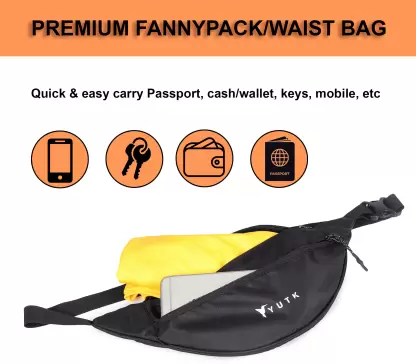 PREMIUM FANNYPACK/WAIST BAG
Quick & easy carry Passport, cash/wallet, keys, mobile, etc
PASSPORT
YUTK